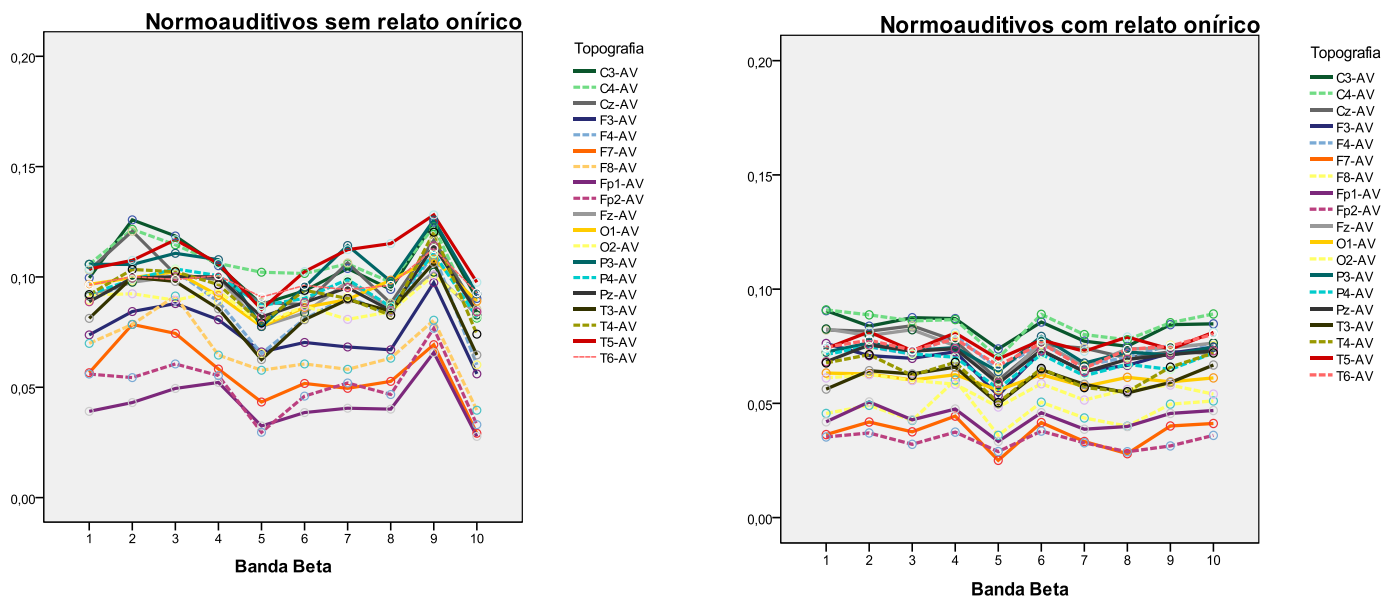 Normoauditivos sem relato onírico
0,20
0,15
0,10
0,05
0,00
1 2 3 4 5 6 7 8 9 10
Banda Beta
Topografia
C3-AV
C4-AV
Cz-AV
F3-AV
F4-AV
F7-AV
F8-AV
Fp1-AV
Fp2-AV
Fz-AV
O1-AV
O2-AV
P3-AV
P4-AV
Pz-AV
T3-AV
T4-AV
T5-AV
T6-AV
Normoauditivos com relato onírico
0,20
0,15
0,10
0,05
0,00
1 2 3 4 5 6 7 8 9 10
Banda Beta
Topografia
C3-AV
C4-AV
Cz-AV
F3-AV
F4-AV
F7-AV
F8-AV
Fp1-AV
Fp2-AV
Fz-AV
O1-AV
O2-AV
P3-AV
P4-AV
Pz-AV
T3-AV
T4-AV
T5-AV
T6-AV